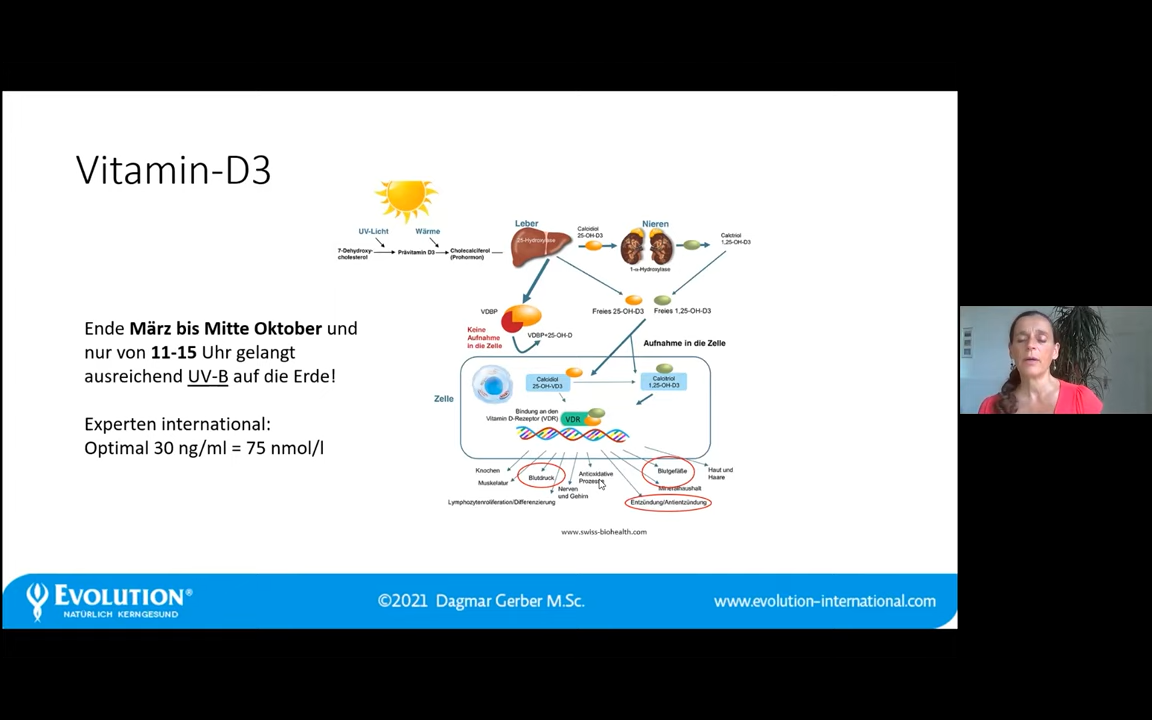 Vitamin-D3
UV-Licht
Wärme
7-Dehydroxy-
cholesterol
Prävitamin D3
Cholecalciferol
(Prohormon)
Leber
25-Hydroxylase
Calcidiol
25-OH-D3
Nieren
1-α-Hydroxylase
Calcitriol
1,25-OH-D3
VDBP
Keine
Aufnahme
in die Zelle
VDBP+25-OH-D
Freies 25-OH-D3
Freies 1,25-OH-D3
Aufnahme in die Zelle
Zelle
Calcidiol
25-OH-VD3
Calcitriol
1,25-OH-D3
Bindung an den
Vitamin D-Rezeptor (VDR)
VDR
Knochen
Muskelatur
Blutdruck
Antioxidative
Prozesse
Nerven
und Gehirn
Lymphozytenroliferation/Differenzierung
Blutgefäße
Mineralhaushalt
Haut und
Haare
Entzündung/Antientzündung
www.swiss-biohealth.com
Ende März bis Mitte Oktober und
nur von 11-15 Uhr gelangt
ausreichend UV-B auf die Erde!
Experten international:
Optimal 30 ng/ml = 75 nmol/l
EVOLUTION®
NATÜRLICH KERNGESUND
©2021 Dagmar Gerber M.Sc.
www.evolution-international.com